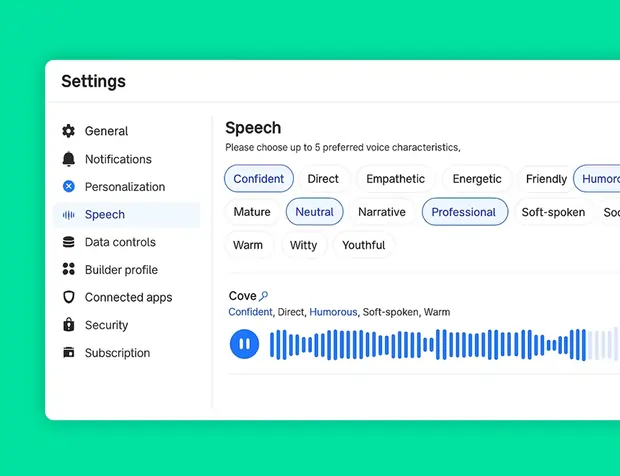 Settings
General
Notifications
Personalization
Speech
Data controls
Builder profile
Connected apps
Security
Subscription
Speech
Please choose up to 5 preferred voice characteristics,
Confident Direct Empathetic Energetic Friendly Humoro
Mature Neutral Narrative Professional Soft-spoken Soc
Warm Witty Youthful
Cove
Confident, Direct, Humorous, Soft-spoken, Warm